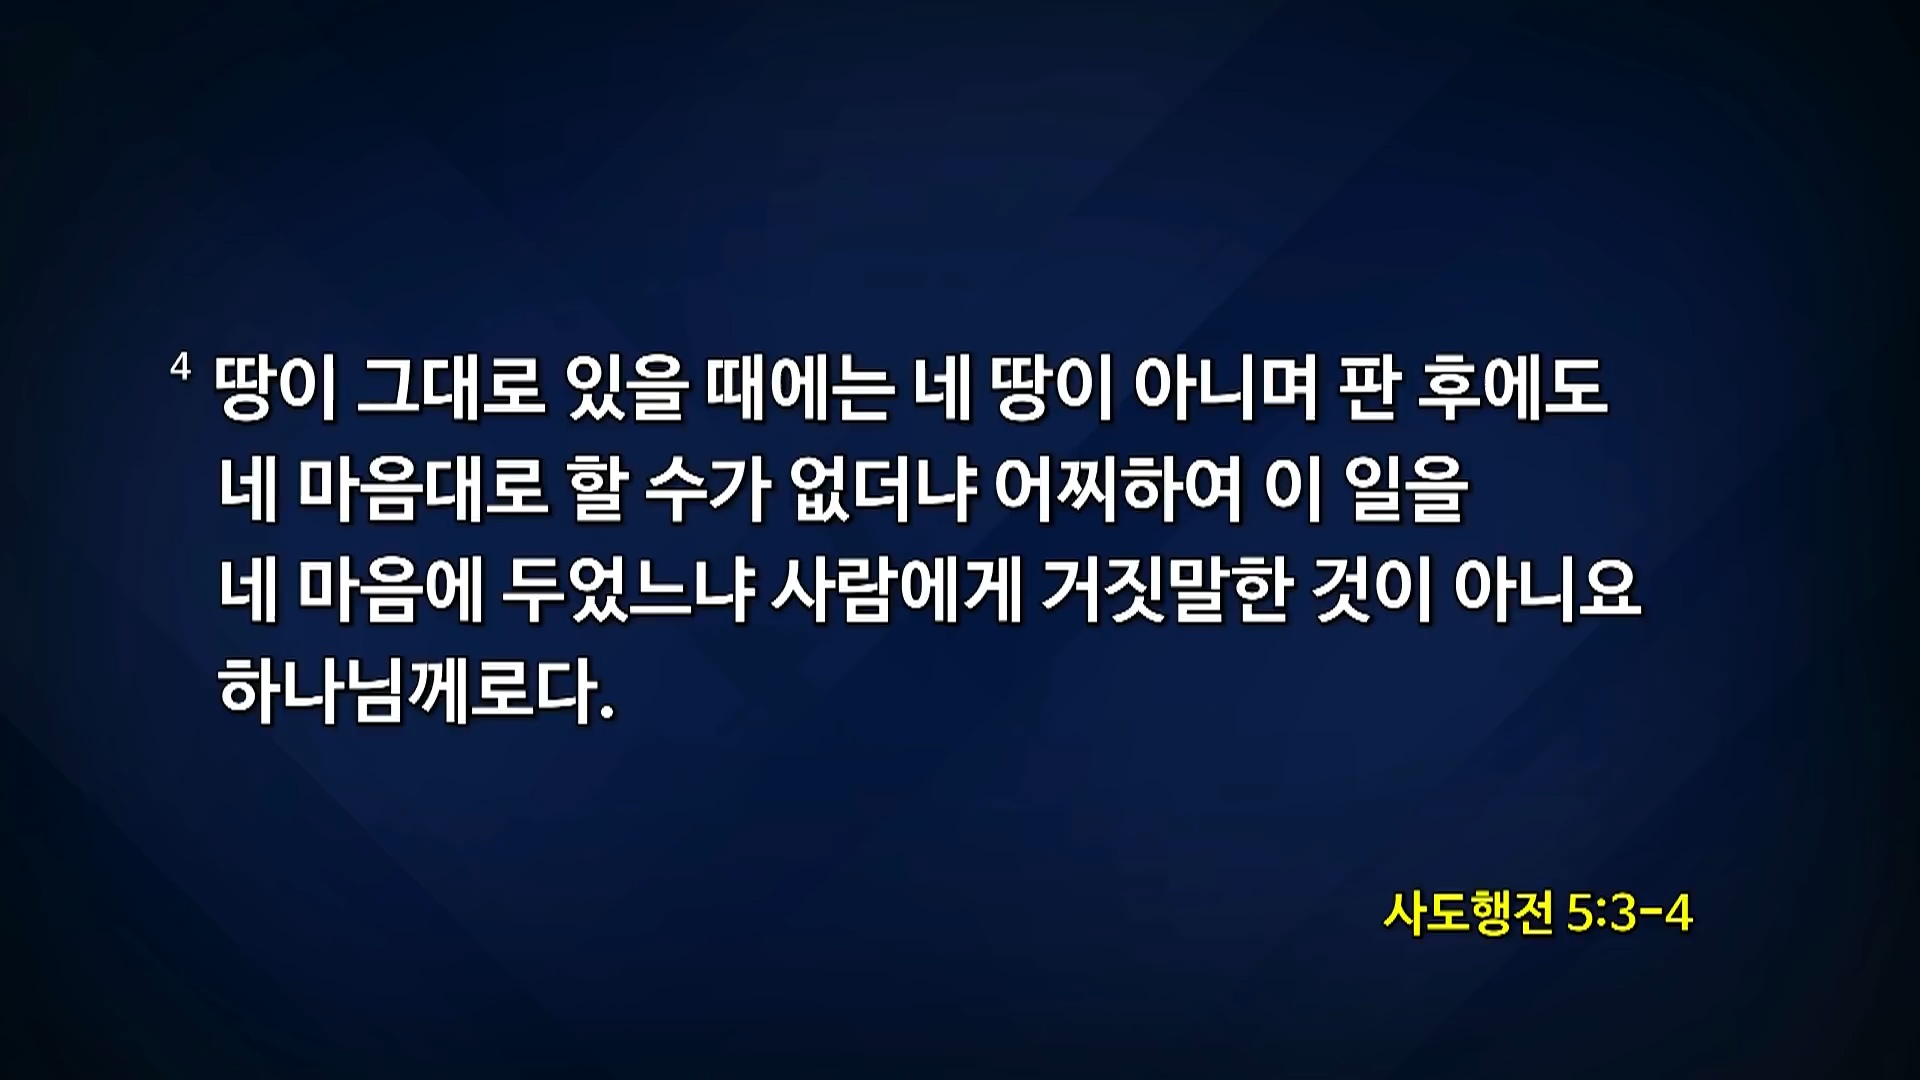 4 땅이 그대로 있을 때에는 네 땅이 아니며 판 후에도
네 마음대로 할 수가 없더냐 어찌하여 이 일을
네 마음에 두었느냐 사람에게 거짓말한 것이 아니요
하나님께로다.
사도행전 5:3-4